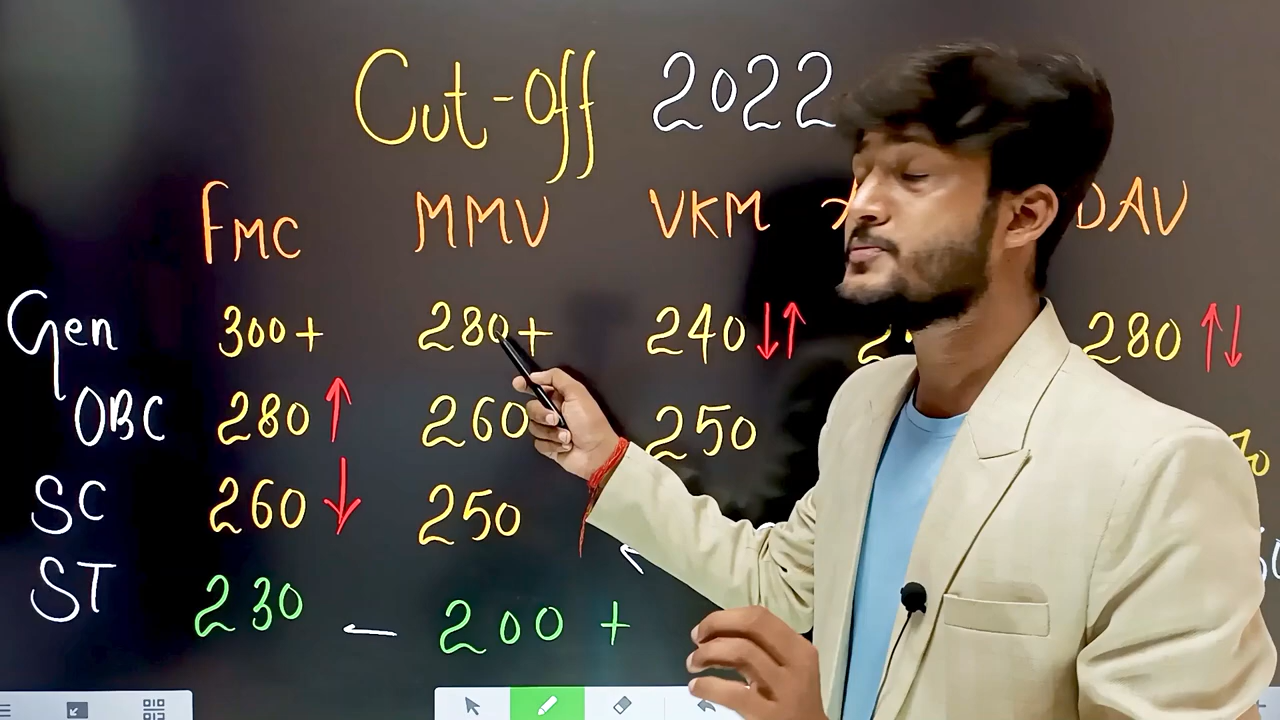 Cut-off 2022
FMC MMV VKM DAV
Gen 300+ 280+ 240 ↓↑ 280 ↑↓
OBC 280 ↑ 260 250
SC 260 ↓ 250
ST 230 ← 200 +